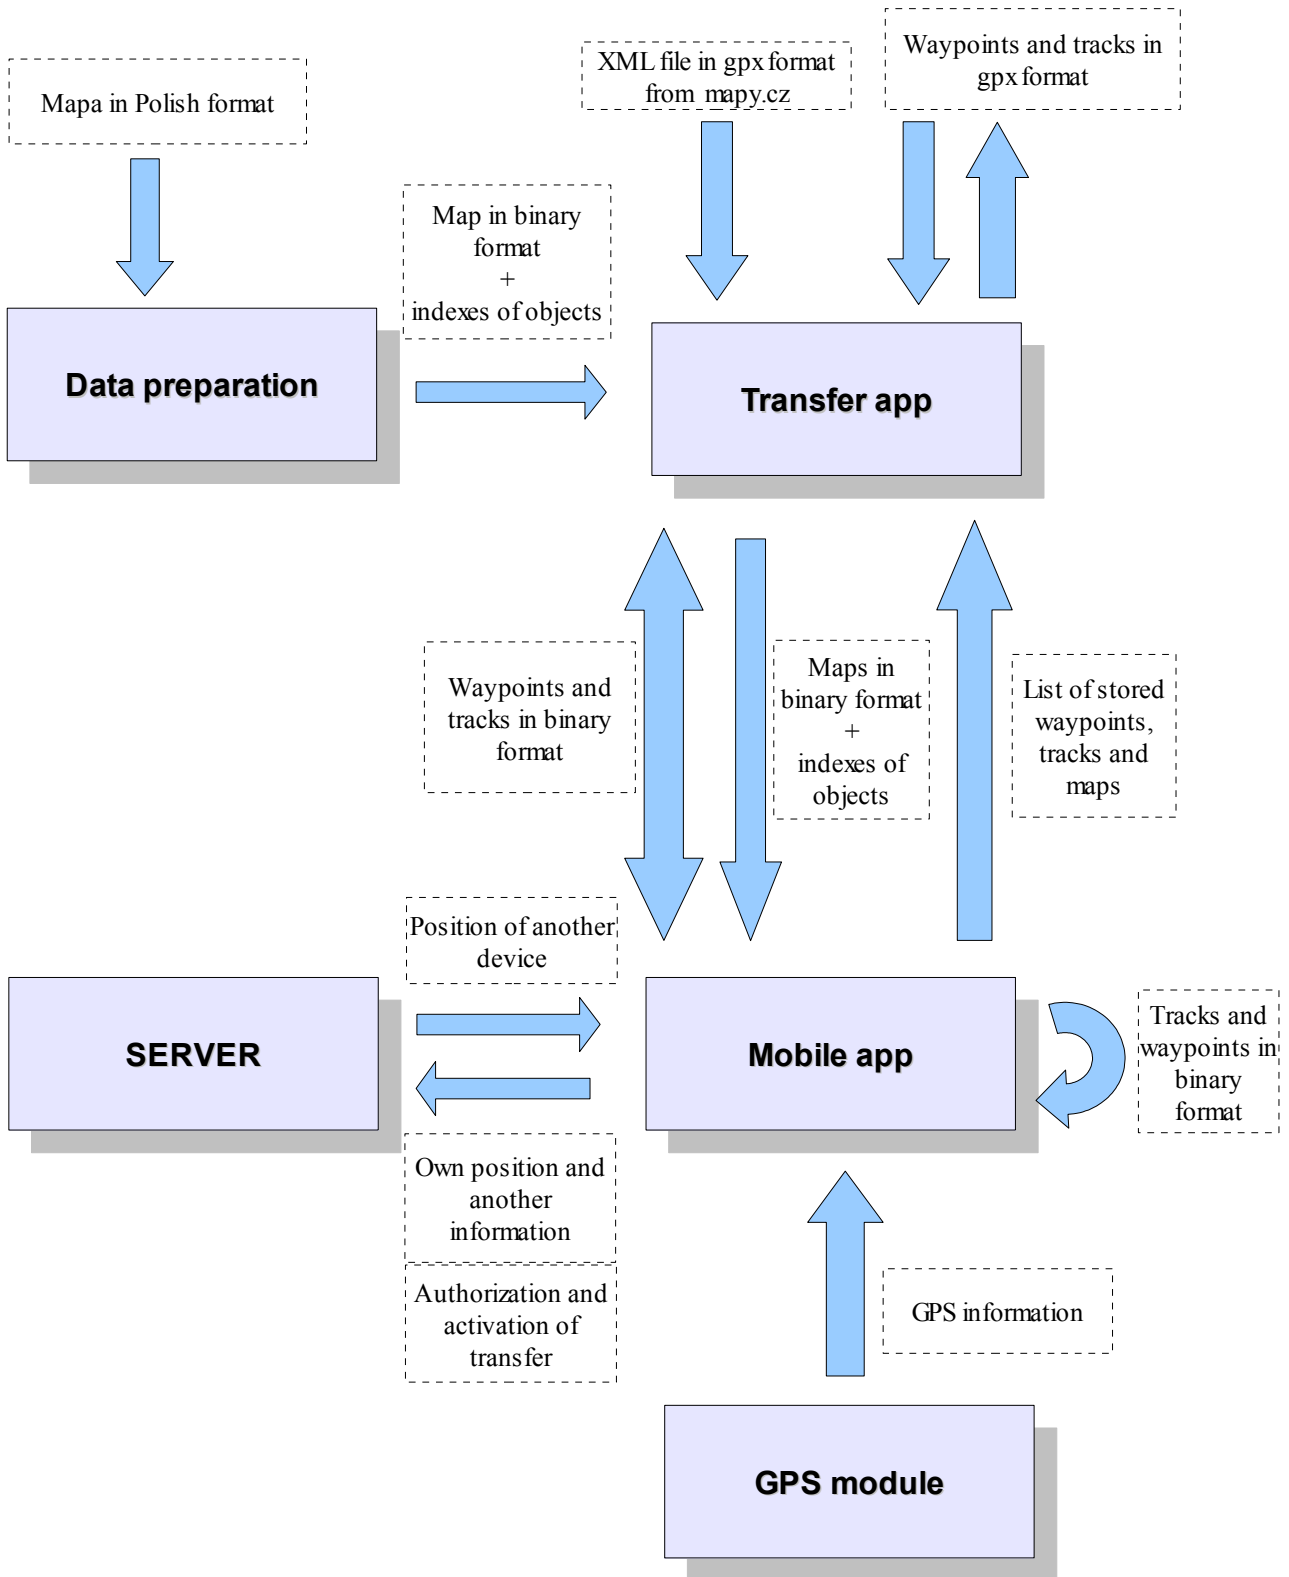 Mapa in Polish format
XML file in gpx format
from mapy.cz
Waypoints and tracks in
gpx format
Map in binary
format
+
indexes of objects
Data preparation
Transfer app
Waypoints and
tracks in binary
format
Maps in
binary format
+
indexes of
objects
List of stored
waypoints,
tracks and
maps
Position of another
device
SERVER
Mobile app
Tracks and
waypoints in
binary
format
Own position and
another
information
Authorization and
activation of
transfer
GPS information
GPS module